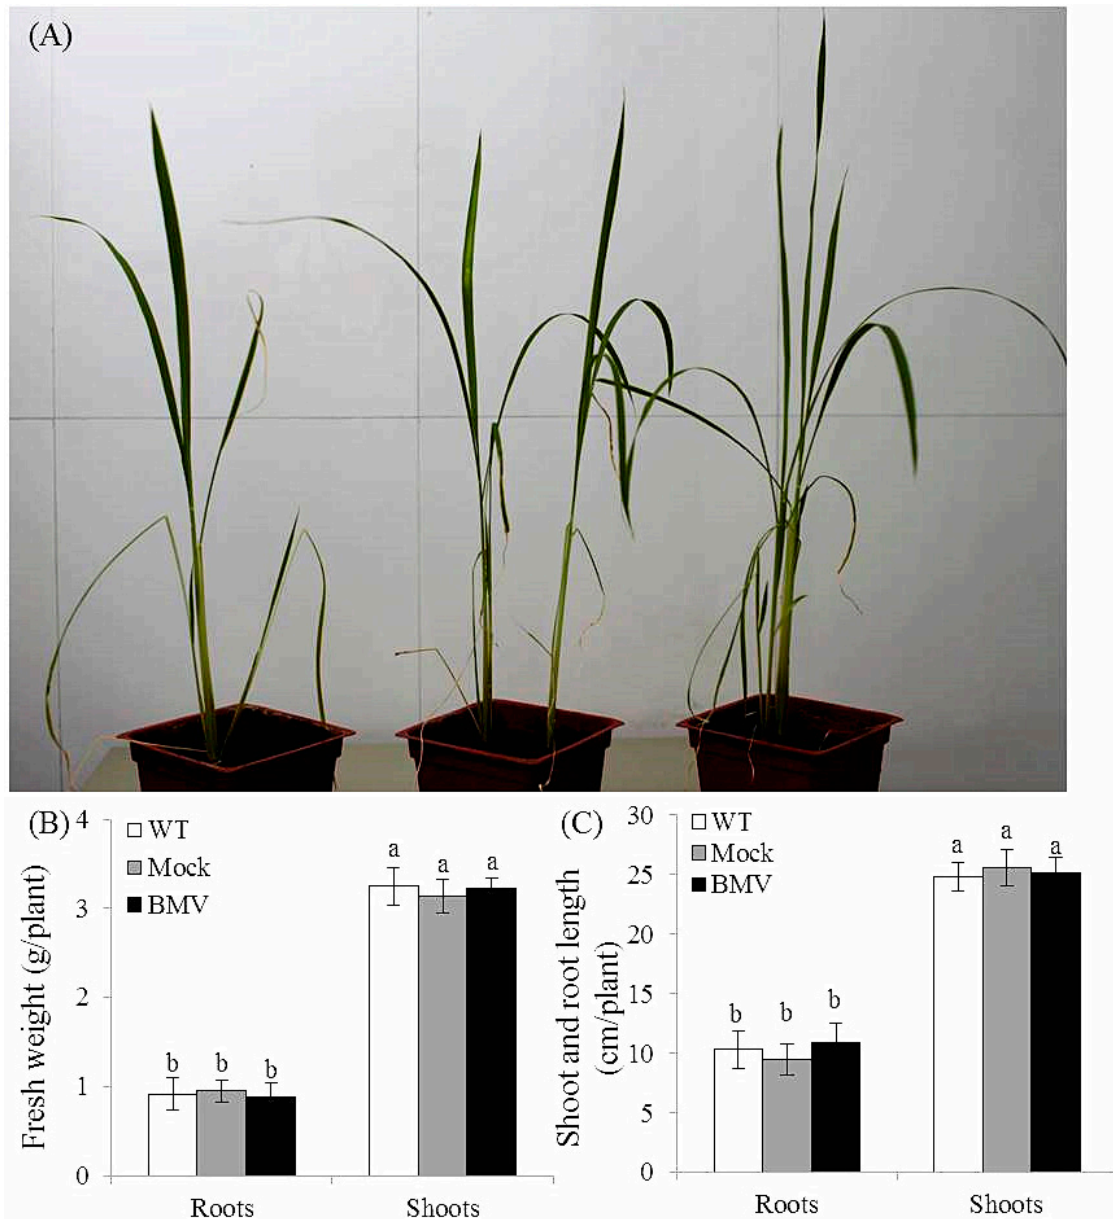 (A)
(B)
WT
Mock
BMV
Fresh weight (g/plant)
4
3
2
1
0
b
b
b
a
a
a
Roots
Shoots
(C)
WT
Mock
BMV
Shoot and root length
(cm/plant)
30
25
20
15
10
5
0
b
b
b
a
a
a
Roots
Shoots